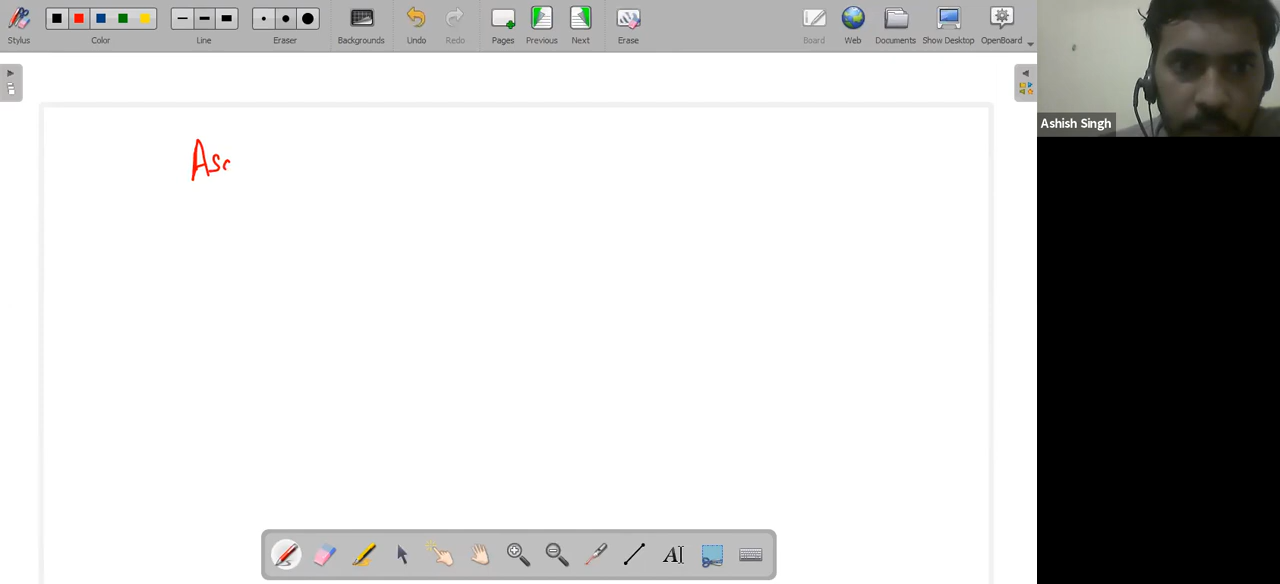 Stylus
Color
Line
Eraser
Backgrounds
Undo
Redo
Pages
Previous
Next
Erase
Board
Web
Documents
Show Desktop
OpenBoard
Ashish Singh
Asc
A